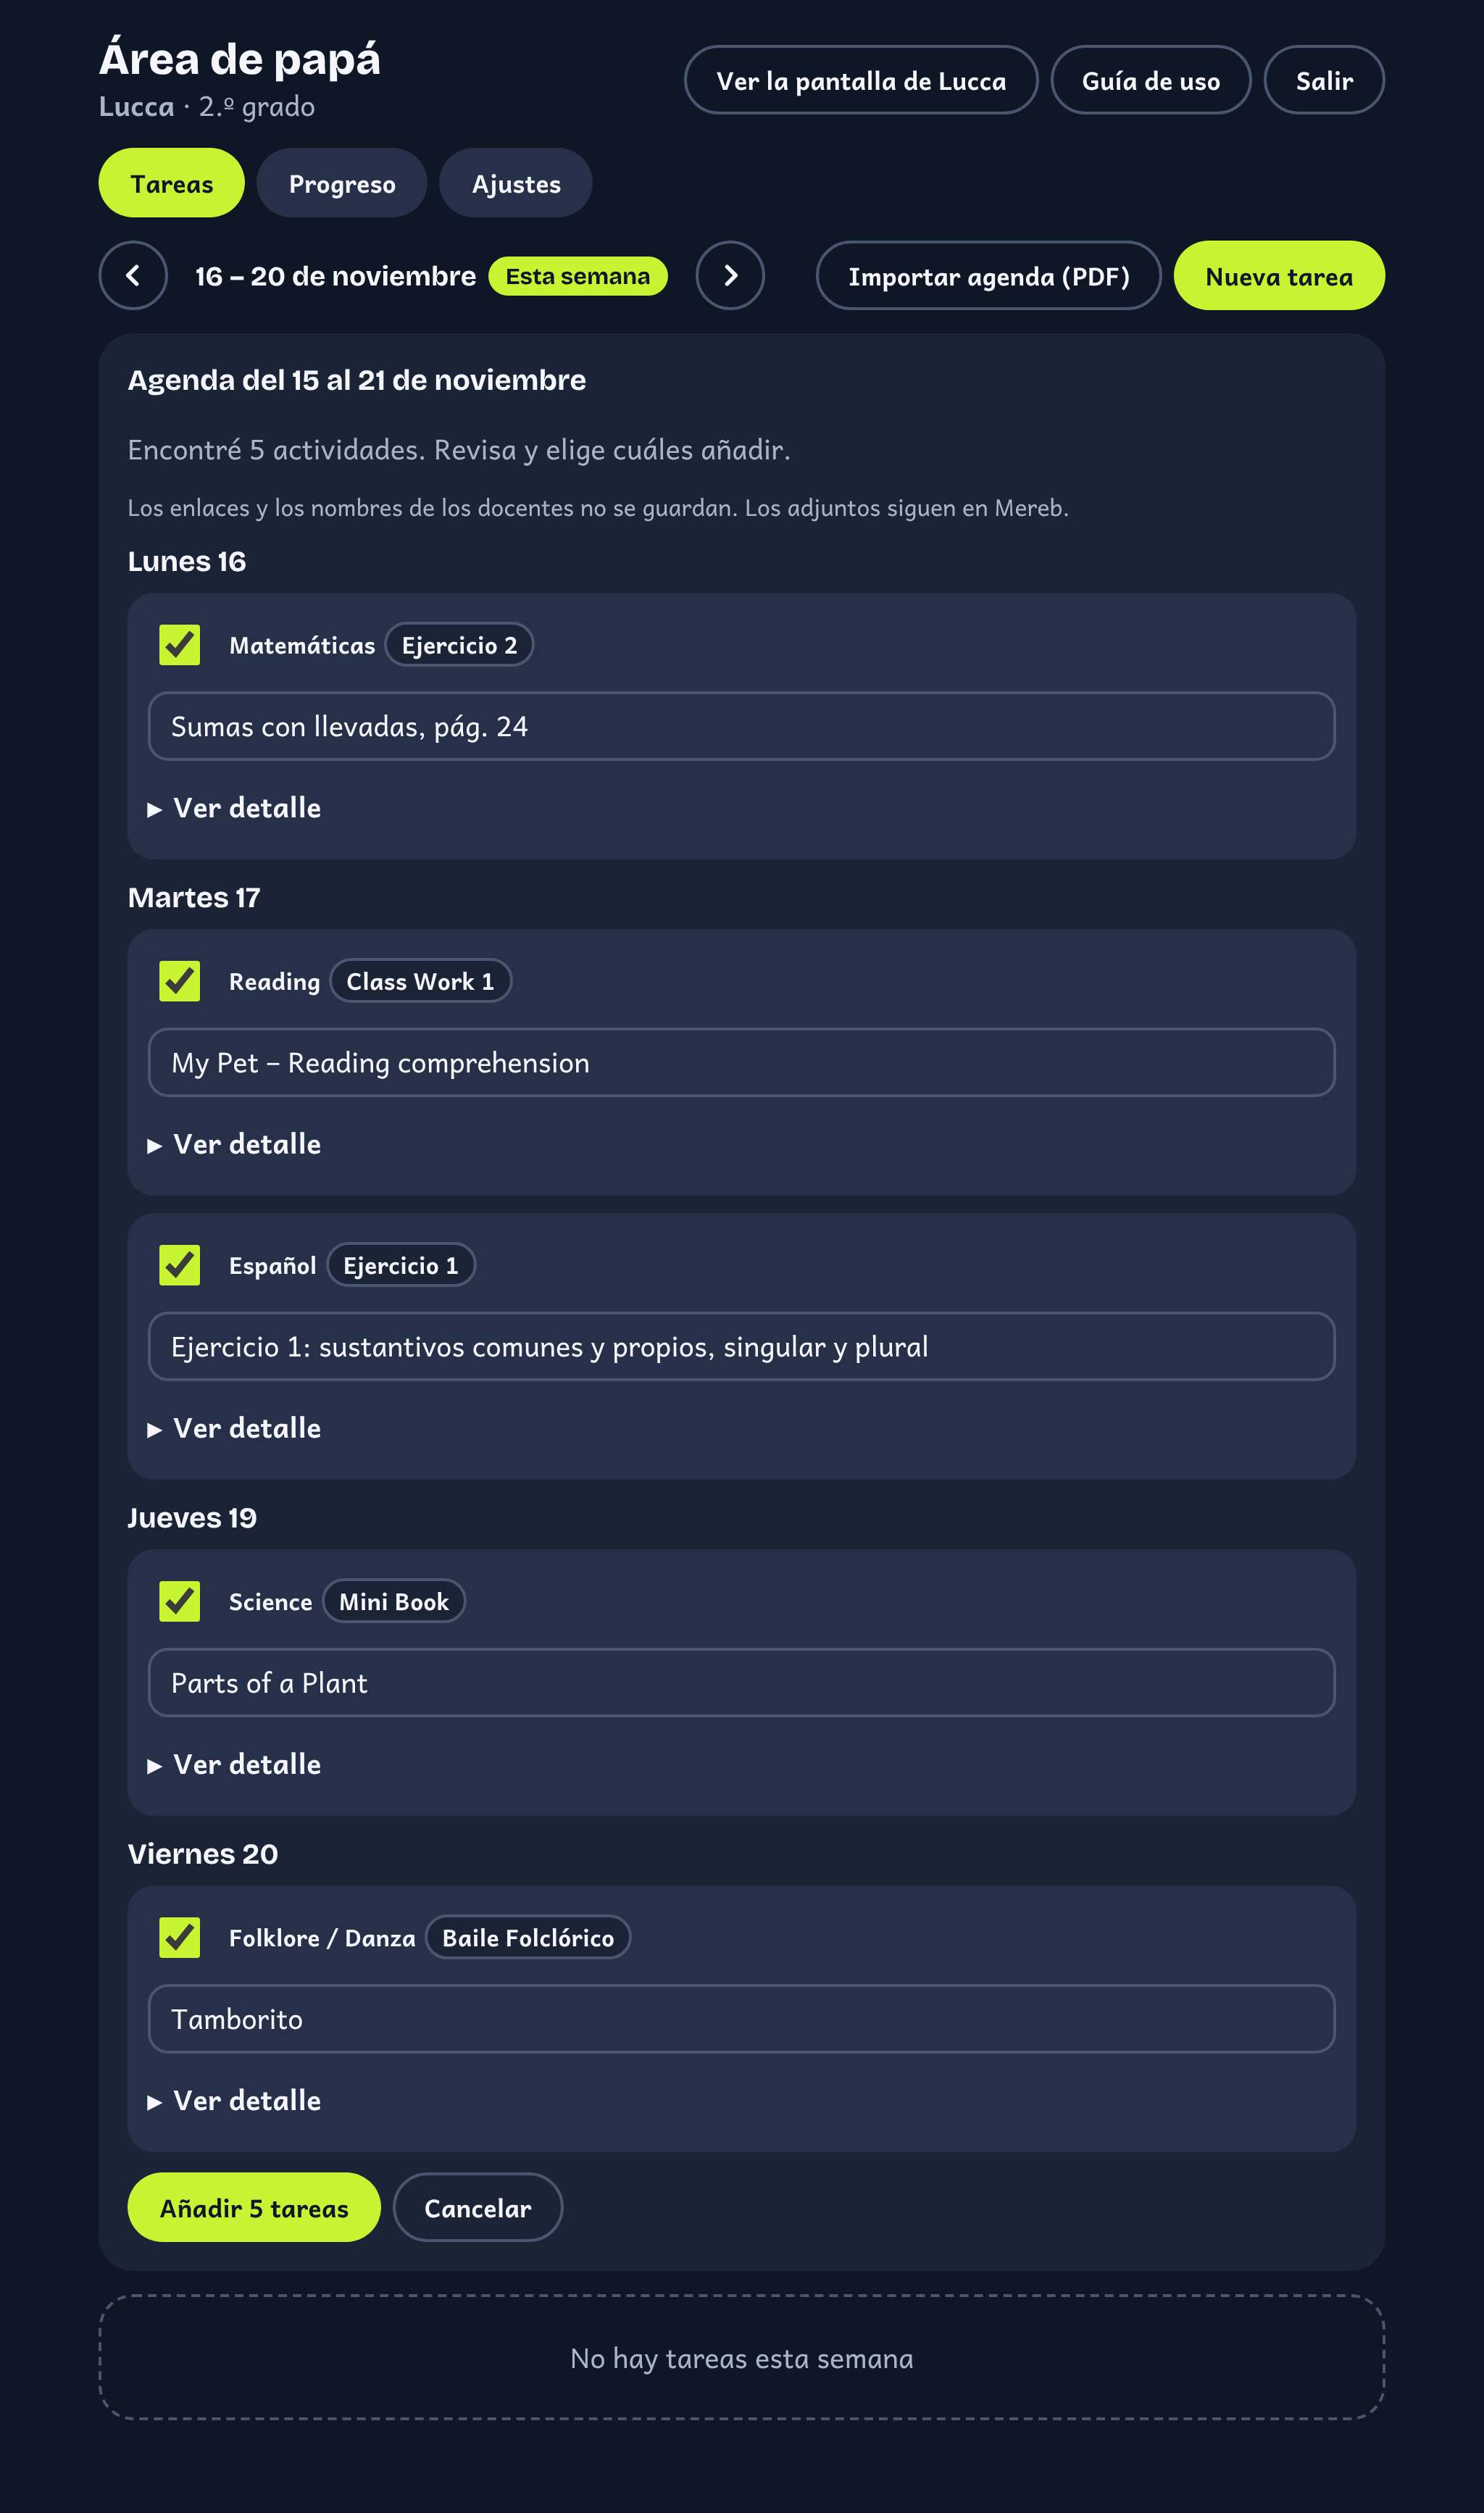 Área de papá
Lucca · 2.º grado
Ver la pantalla de Lucca
Guía de uso
Salir
Tareas
Progreso
Ajustes
16 – 20 de noviembre
Esta semana
Importar agenda (PDF)
Nueva tarea
Agenda del 15 al 21 de noviembre
Encontré 5 actividades. Revisa y elige cuáles añadir.
Los enlaces y los nombres de los docentes no se guardan. Los adjuntos siguen en Mereb.
Lunes 16
Matemáticas Ejercicio 2
Sumas con llevadas, pág. 24
Ver detalle
Martes 17
Reading Class Work 1
My Pet – Reading comprehension
Ver detalle
Español Ejercicio 1
Ejercicio 1: sustantivos comunes y propios, singular y plural
Ver detalle
Jueves 19
Science Mini Book
Parts of a Plant
Ver detalle
Viernes 20
Folklore / Danza Baile Folclórico
Tamborito
Ver detalle
Añadir 5 tareas
Cancelar
No hay tareas esta semana